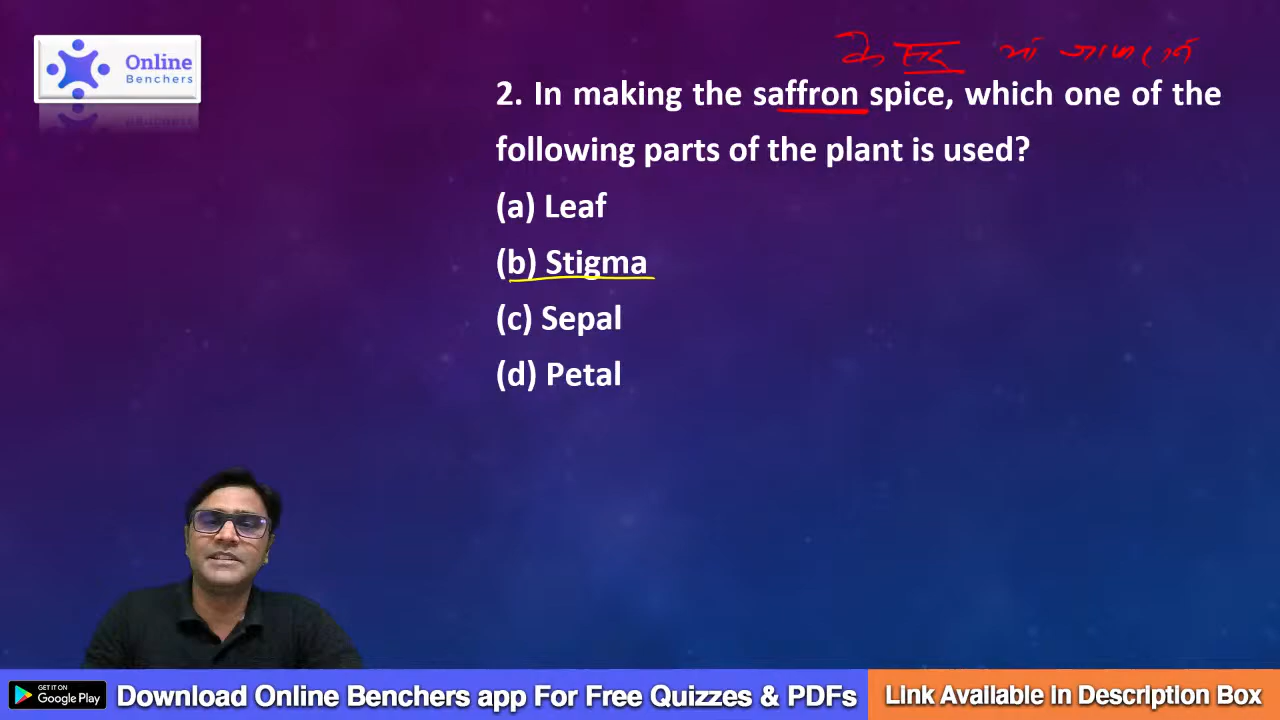 Online
Benchers
केसर या जाफरान
2. In making the saffron spice, which one of the
following parts of the plant is used?
(a) Leaf
(b) Stigma
(c) Sepal
(d) Petal
GET IT ON
Google Play
Download Online Benchers app For Free Quizzes & PDFs
Link Available In Description Box